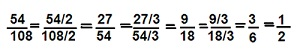 54/108 = 54/2/108/2 = 27/54 = 27/3/54/3 = 9/18 = 9/3/18/3 = 3/6 = 1/2